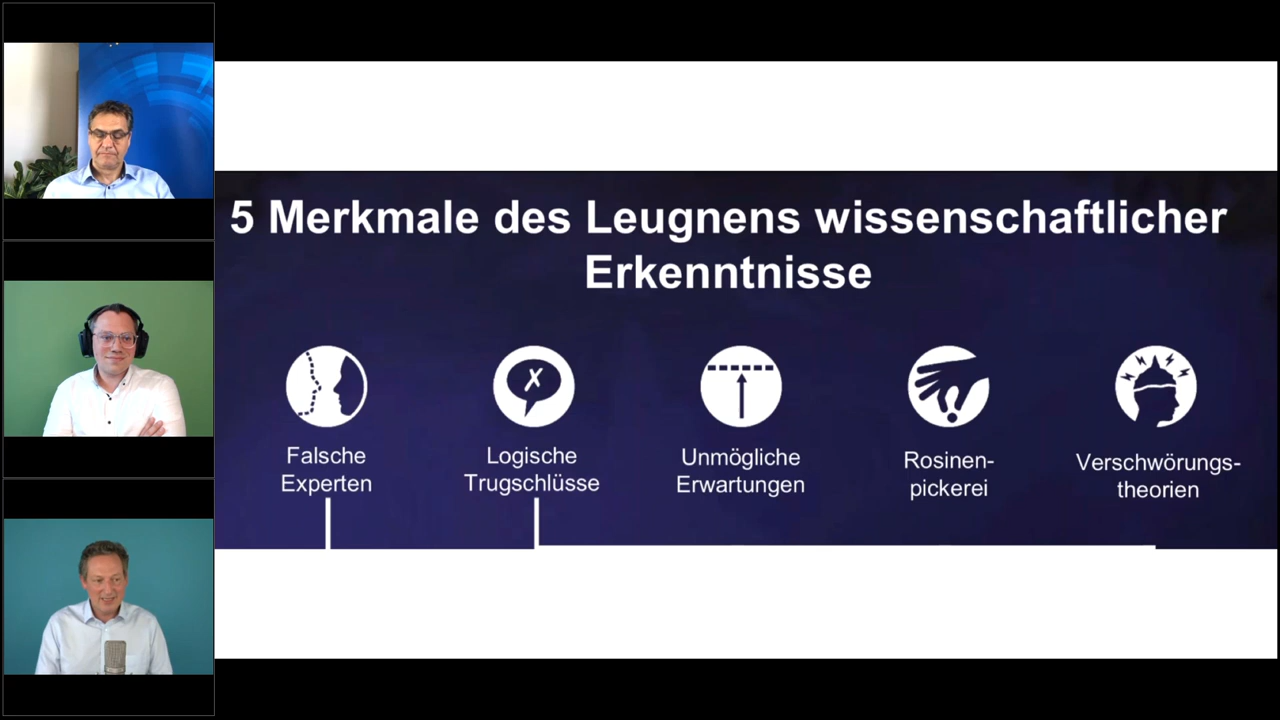 5 Merkmale des Leugnens wissenschaftlicher
Erkenntnisse
Falsche
Experten
Logische
Trugschlüsse
Unmögliche
Erwartungen
Rosinen-
pickerei
Verschwörungs-
theorien